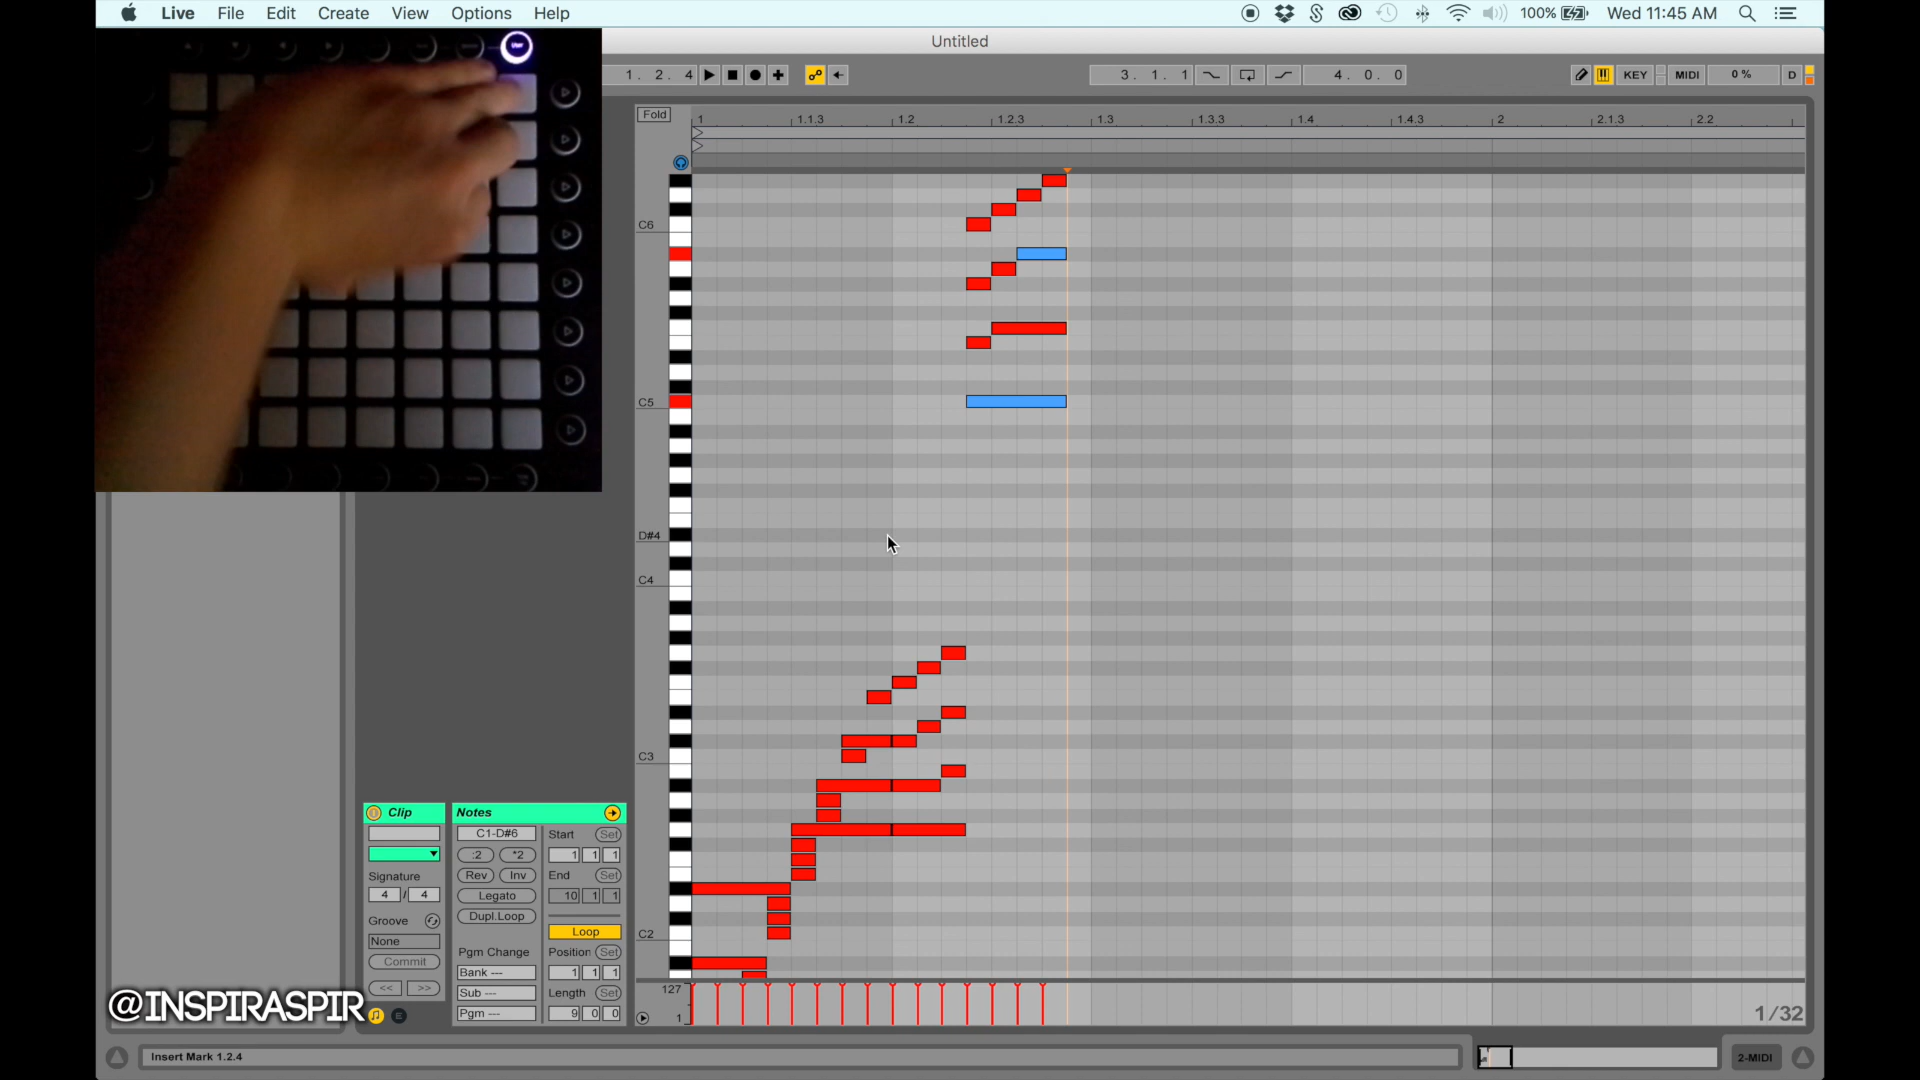 Live File Edit Create View Options Help
100% Wed 11:45 AM
Untitled
1. 2. 4
3. 1. 1
4. 0. 0
KEY MIDI 0 % D
Fold
1 1.1.3 1.2 1.2.3 1.3 1.3.3 1.4 1.4.3 2 2.1.3 2.2
C6
C5
D#4
C4
C3
C2
127
1
1/32
Clip
Signature
4 / 4
Groove
None
Commit
<< >>
Notes
C1-D#6
:2 *2
Rev Inv
Legato
Dupl.Loop
Pgm Change
Bank ---
Sub ---
Pgm ---
Start Set
1 1 1
End Set
10 1 1
Loop
Position Set
1 1 1
Length Set
9 0 0
@INSPIRASPIR
E
Insert Mark 1.2.4
2-MIDI